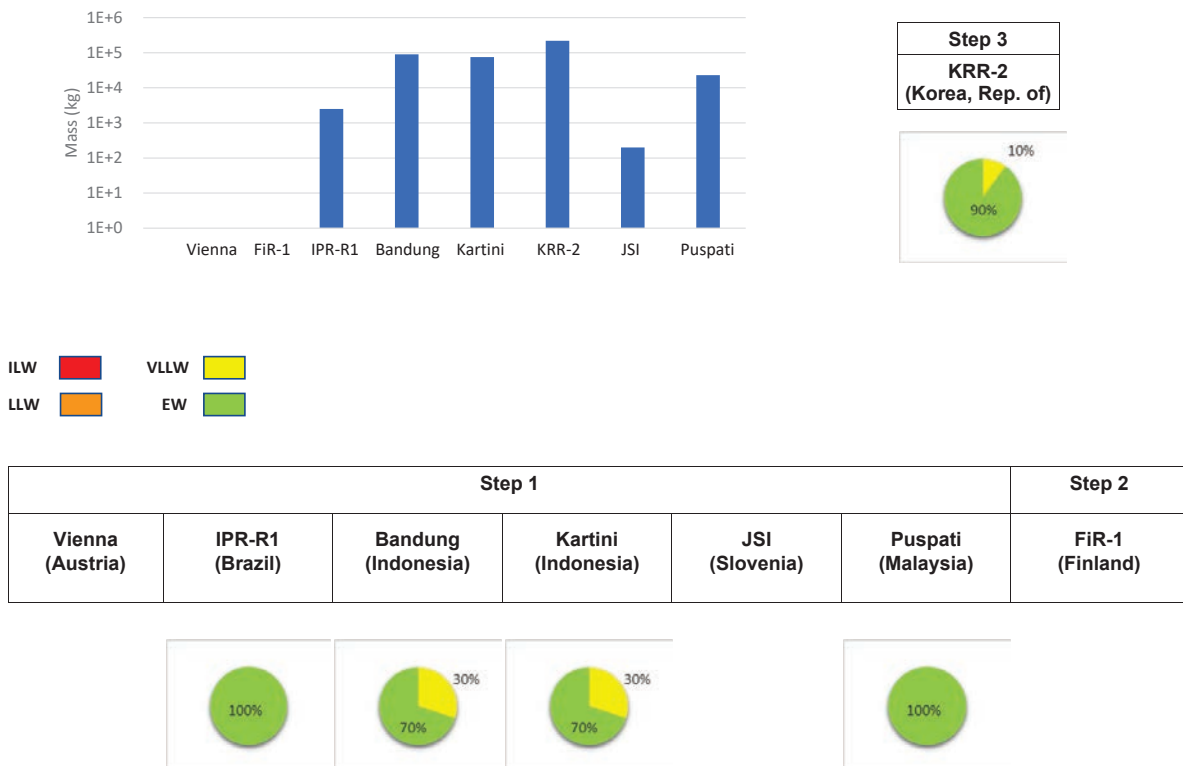 1E+6
1E+5
1E+4
1E+3
1E+2
1E+1
1E+0
Mass (kg)
Vienna FiR-1 IPR-R1 Bandung Kartini KRR-2 JSI Puspati
Step 3
KRR-2
(Korea, Rep. of)
10%
90%
ILW VLLW
LLW EW
Step 1 Step 2
Vienna IPR-R1 Bandung Kartini JSI Puspati FiR-1
(Austria) (Brazil) (Indonesia) (Indonesia) (Slovenia) (Malaysia) (Finland)
30% 30%
100% 100%
70% 70%